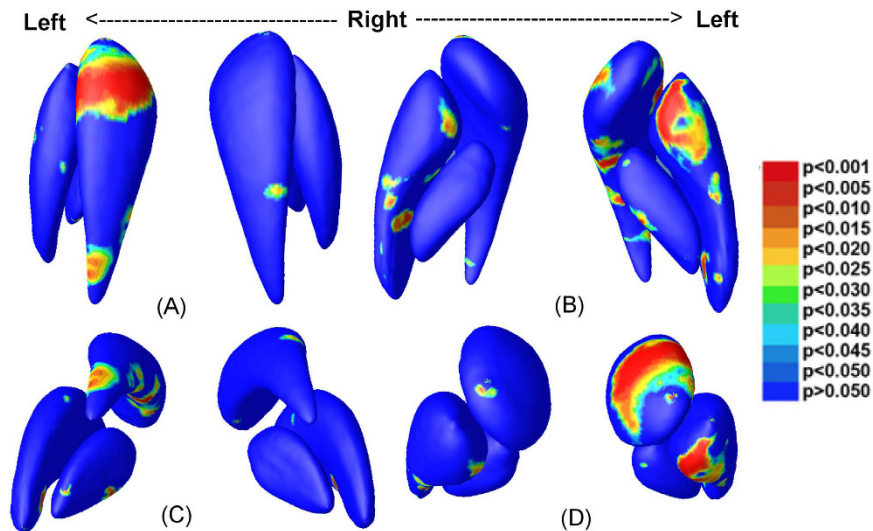 Left <------------------------ Right ------------------------> Left
(A)
(B)
p<0.001
p<0.005
p<0.010
p<0.015
p<0.020
p<0.025
p<0.030
p<0.035
p<0.040
p<0.045
p<0.050
p>0.050
(C)
(D)